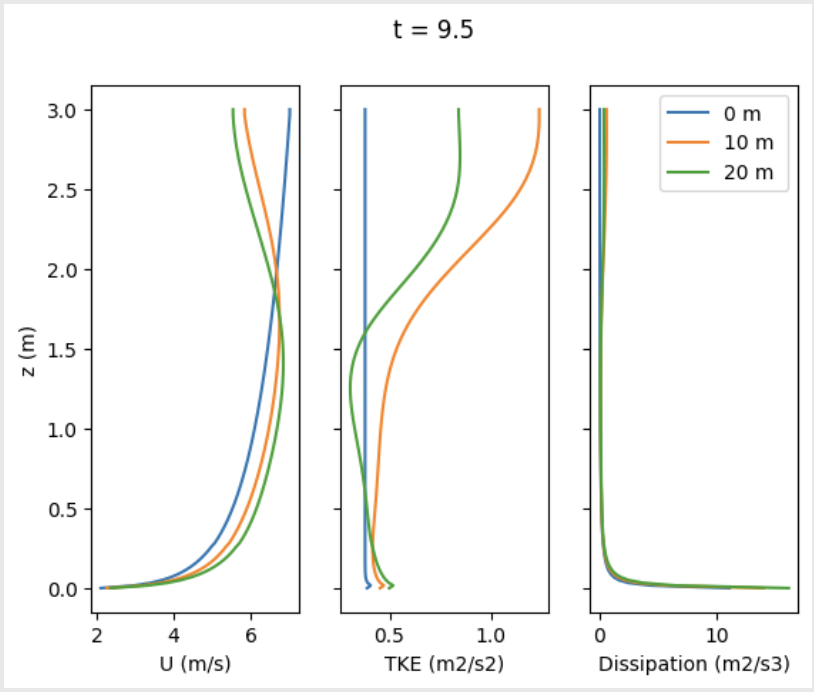 t = 9.5
0 m
10 m
20 m
3.0
2.5
2.0
1.5
1.0
0.5
0.0
z (m)
2 4 6
0.5 1.0
0 10
U (m/s)
TKE (m2/s2)
Dissipation (m2/s3)